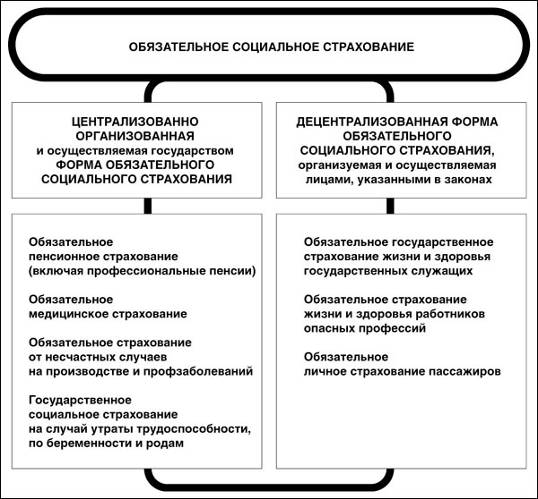 ОБЯЗАТЕЛЬНОЕ СОЦИАЛЬНОЕ СТРАХОВАНИЕ
ЦЕНТРАЛИЗОВАННО
ОРГАНИЗОВАННАЯ
и осуществляемая государством
ФОРМА ОБЯЗАТЕЛЬНОГО
СОЦИАЛЬНОГО СТРАХОВАНИЯ
Обязательное
пенсионное страхование
(включая профессиональные пенсии)
Обязательное
медицинское страхование
Обязательное страхование
от несчастных случаев
на производстве и профзаболеваний
Государственное
социальное страхование
на случай утраты трудоспособности,
по беременности и родам
ДЕЦЕНТРАЛИЗОВАННАЯ ФОРМА
ОБЯЗАТЕЛЬНОГО
СОЦИАЛЬНОГО СТРАХОВАНИЯ,
организуемая и осуществляемая
лицами, указанными в законах
Обязательное государственное
страхование жизни и здоровья
государственных служащих
Обязательное страхование
жизни и здоровья работников
опасных профессий
Обязательное
личное страхование пассажиров